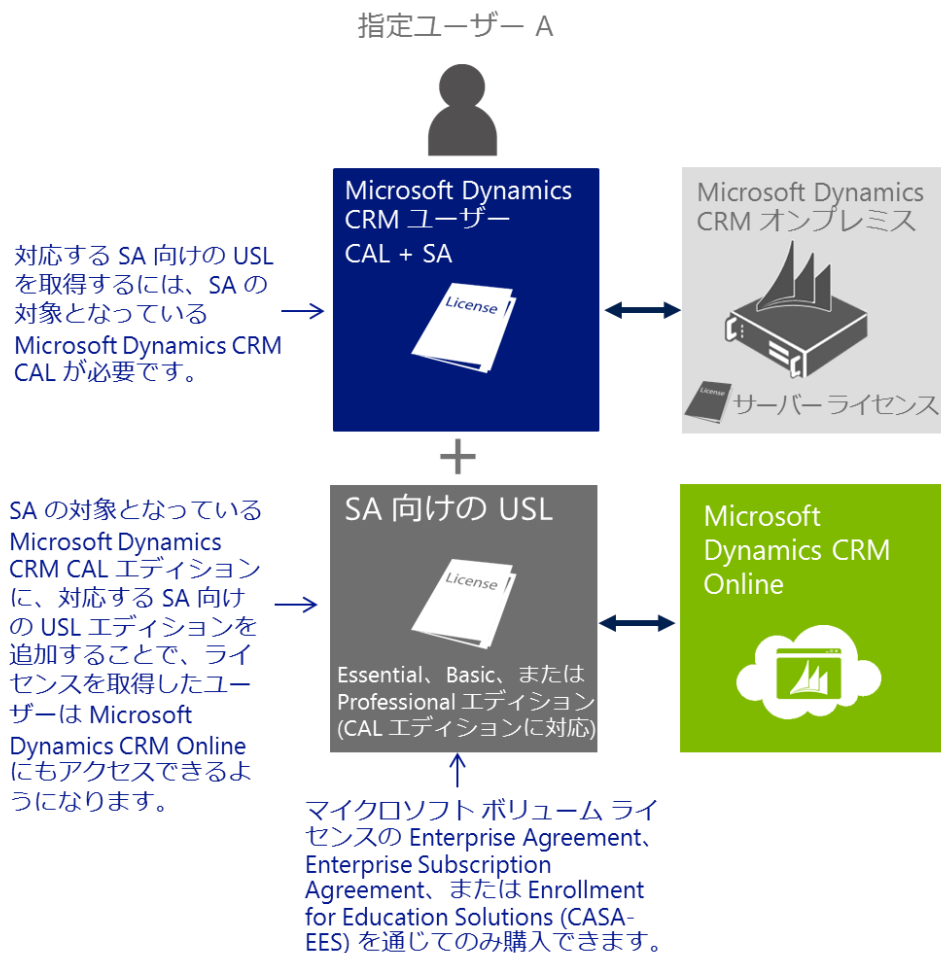 指定ユーザー A
Microsoft Dynamics
CRM ユーザー
CAL + SA
License
Microsoft Dynamics
CRM オンプレミス
License
サーバー ライセンス
対応する SA 向けの USL
を取得するには、SA の
対象となっている
Microsoft Dynamics CRM
CAL が必要です。
+
SA 向けの USL
License
Essential、Basic、または
Professional エディション
(CAL エディションに対応)
Microsoft
Dynamics CRM
Online
SA の対象となっている
Microsoft Dynamics
CRM CAL エディション
に、対応する SA 向け
の USL エディションを
追加することで、ライ
センスを取得したユー
ザーは Microsoft
Dynamics CRM Online
にもアクセスできるよ
うになります。
マイクロソフト ボリューム ライ
センスの Enterprise Agreement、
Enterprise Subscription
Agreement、または Enrollment
for Education Solutions (CASA-
EES) を通じてのみ購入できます。